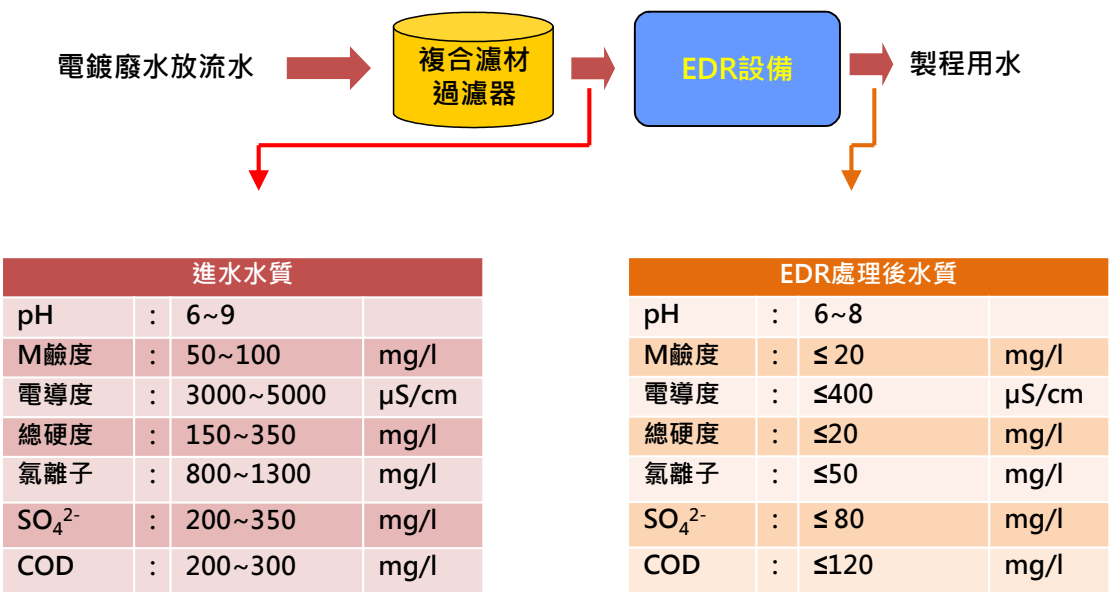 電鍍廢水放流水
複合濾材
過濾器
EDR設備
製程用水
進水水質
pH : 6~9
M鹼度 : 50~100 mg/l
電導度 : 3000~5000 µS/cm
總硬度 : 150~350 mg/l
氯離子 : 800~1300 mg/l
SO₄²⁻ : 200~350 mg/l
COD : 200~300 mg/l
EDR處理後水質
pH : 6~8
M鹼度 : ≤ 20 mg/l
電導度 : ≤400 µS/cm
總硬度 : ≤20 mg/l
氯離子 : ≤50 mg/l
SO₄²⁻ : ≤ 80 mg/l
COD : ≤120 mg/l